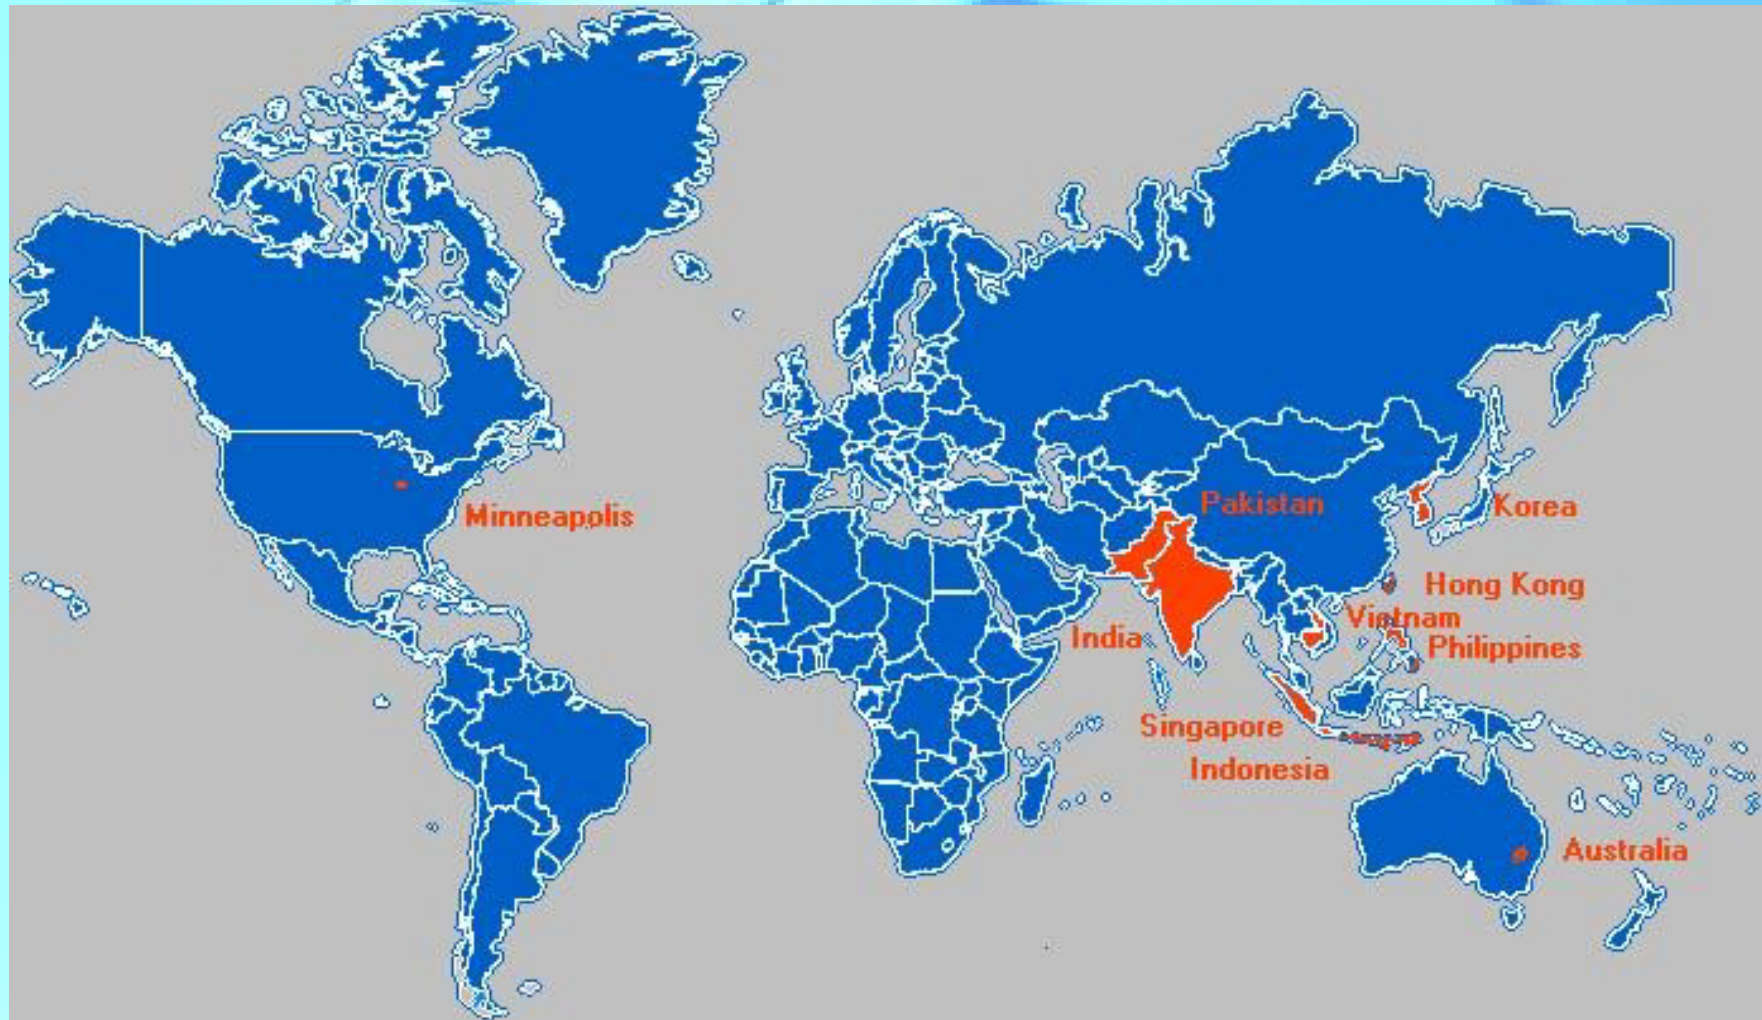 Minneapolis
Pakistan
Korea
Hong Kong
Vietnam
India
Philippines
Singapore
Indonesia
Australia